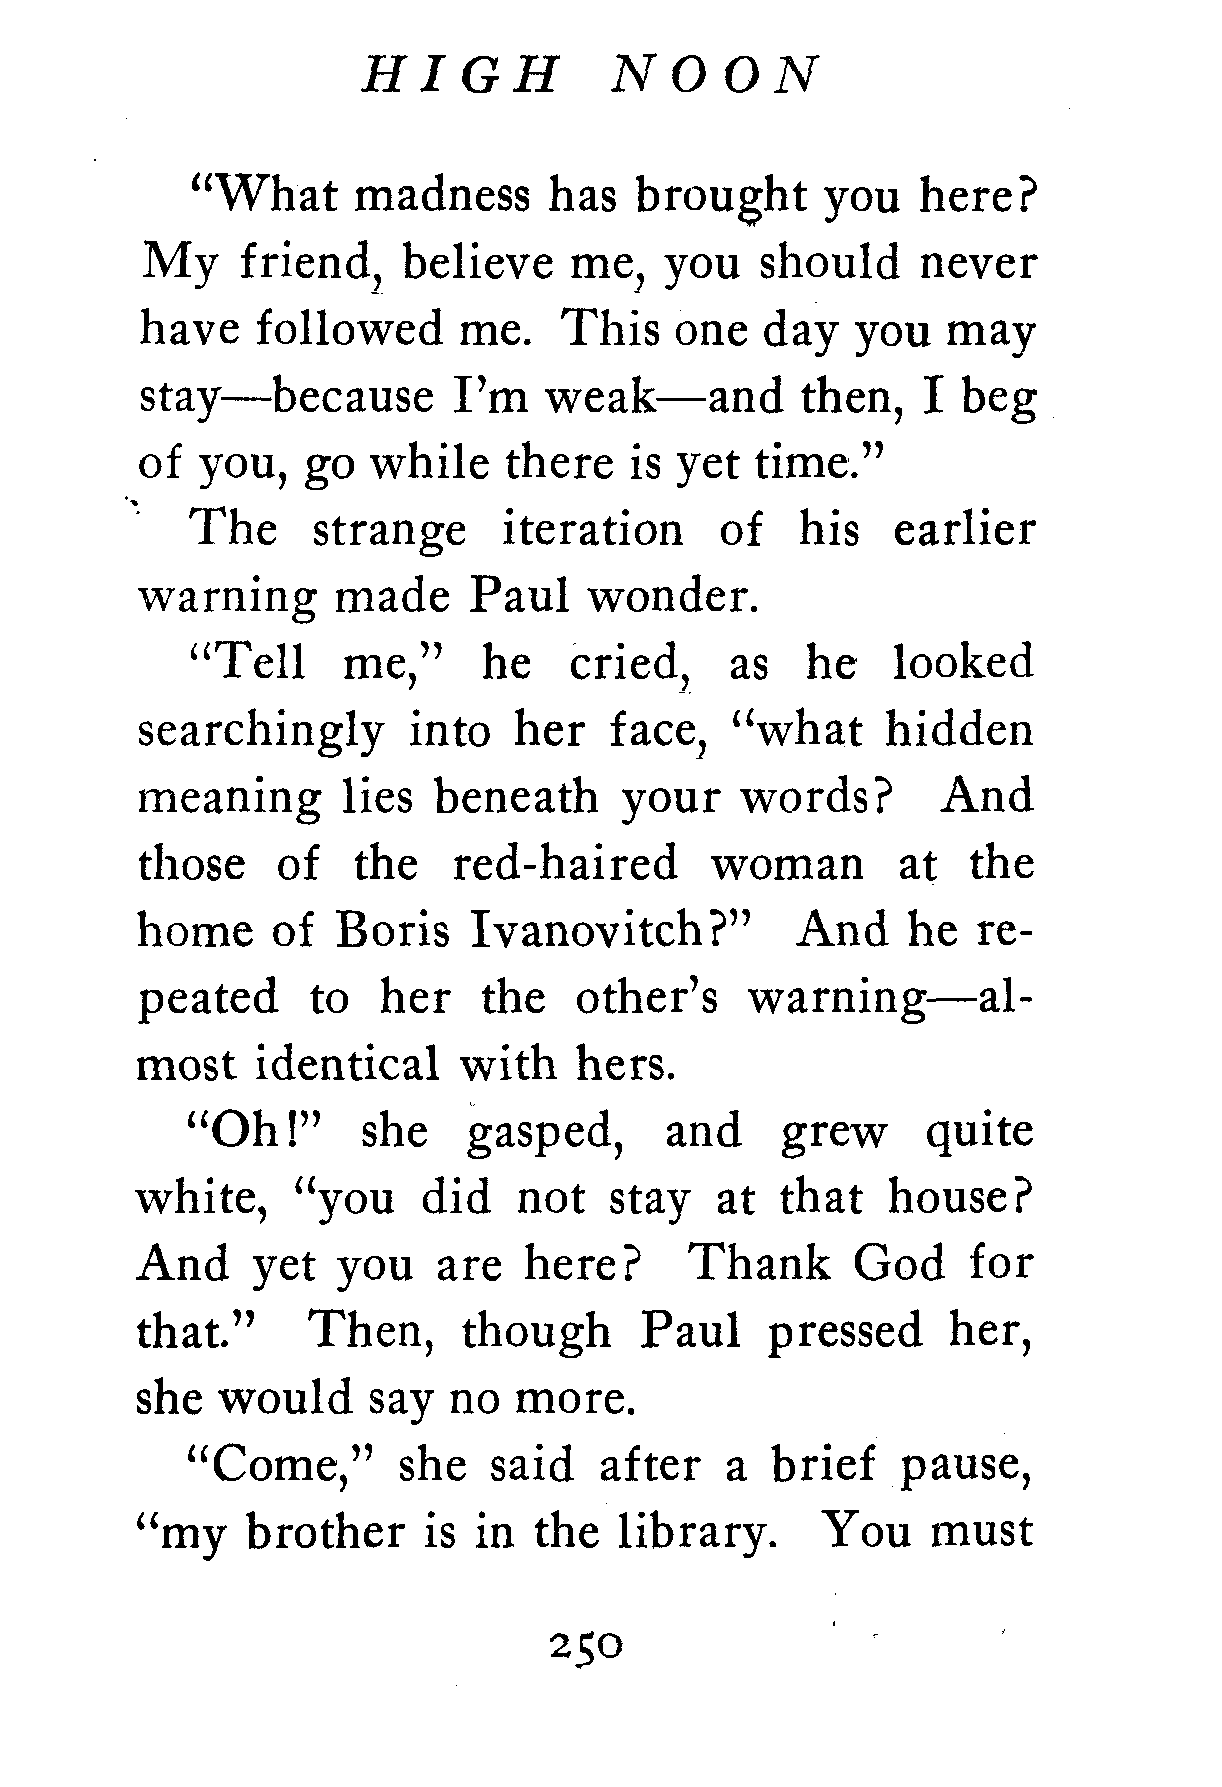 HIGH NOON
“What madness has brought you here?
My friend, believe me, you should never
have followed me. This one day you may
stay—because I’m weak—and then, I beg
of you, go while there is yet time.”
The strange iteration of his earlier
warning made Paul wonder.
“Tell me,” he cried, as he looked
searchingly into her face, “what hidden
meaning lies beneath your words? And
those of the red-haired woman at the
home of Boris Ivanovitch?” And he re-
peated to her the other’s warning—al-
most identical with hers.
“Oh!” she gasped, and grew quite
white, “you did not stay at that house?
And yet you are here? Thank God for
that.” Then, though Paul pressed her,
she would say no more.
“Come,” she said after a brief pause,
“my brother is in the library. You must
250